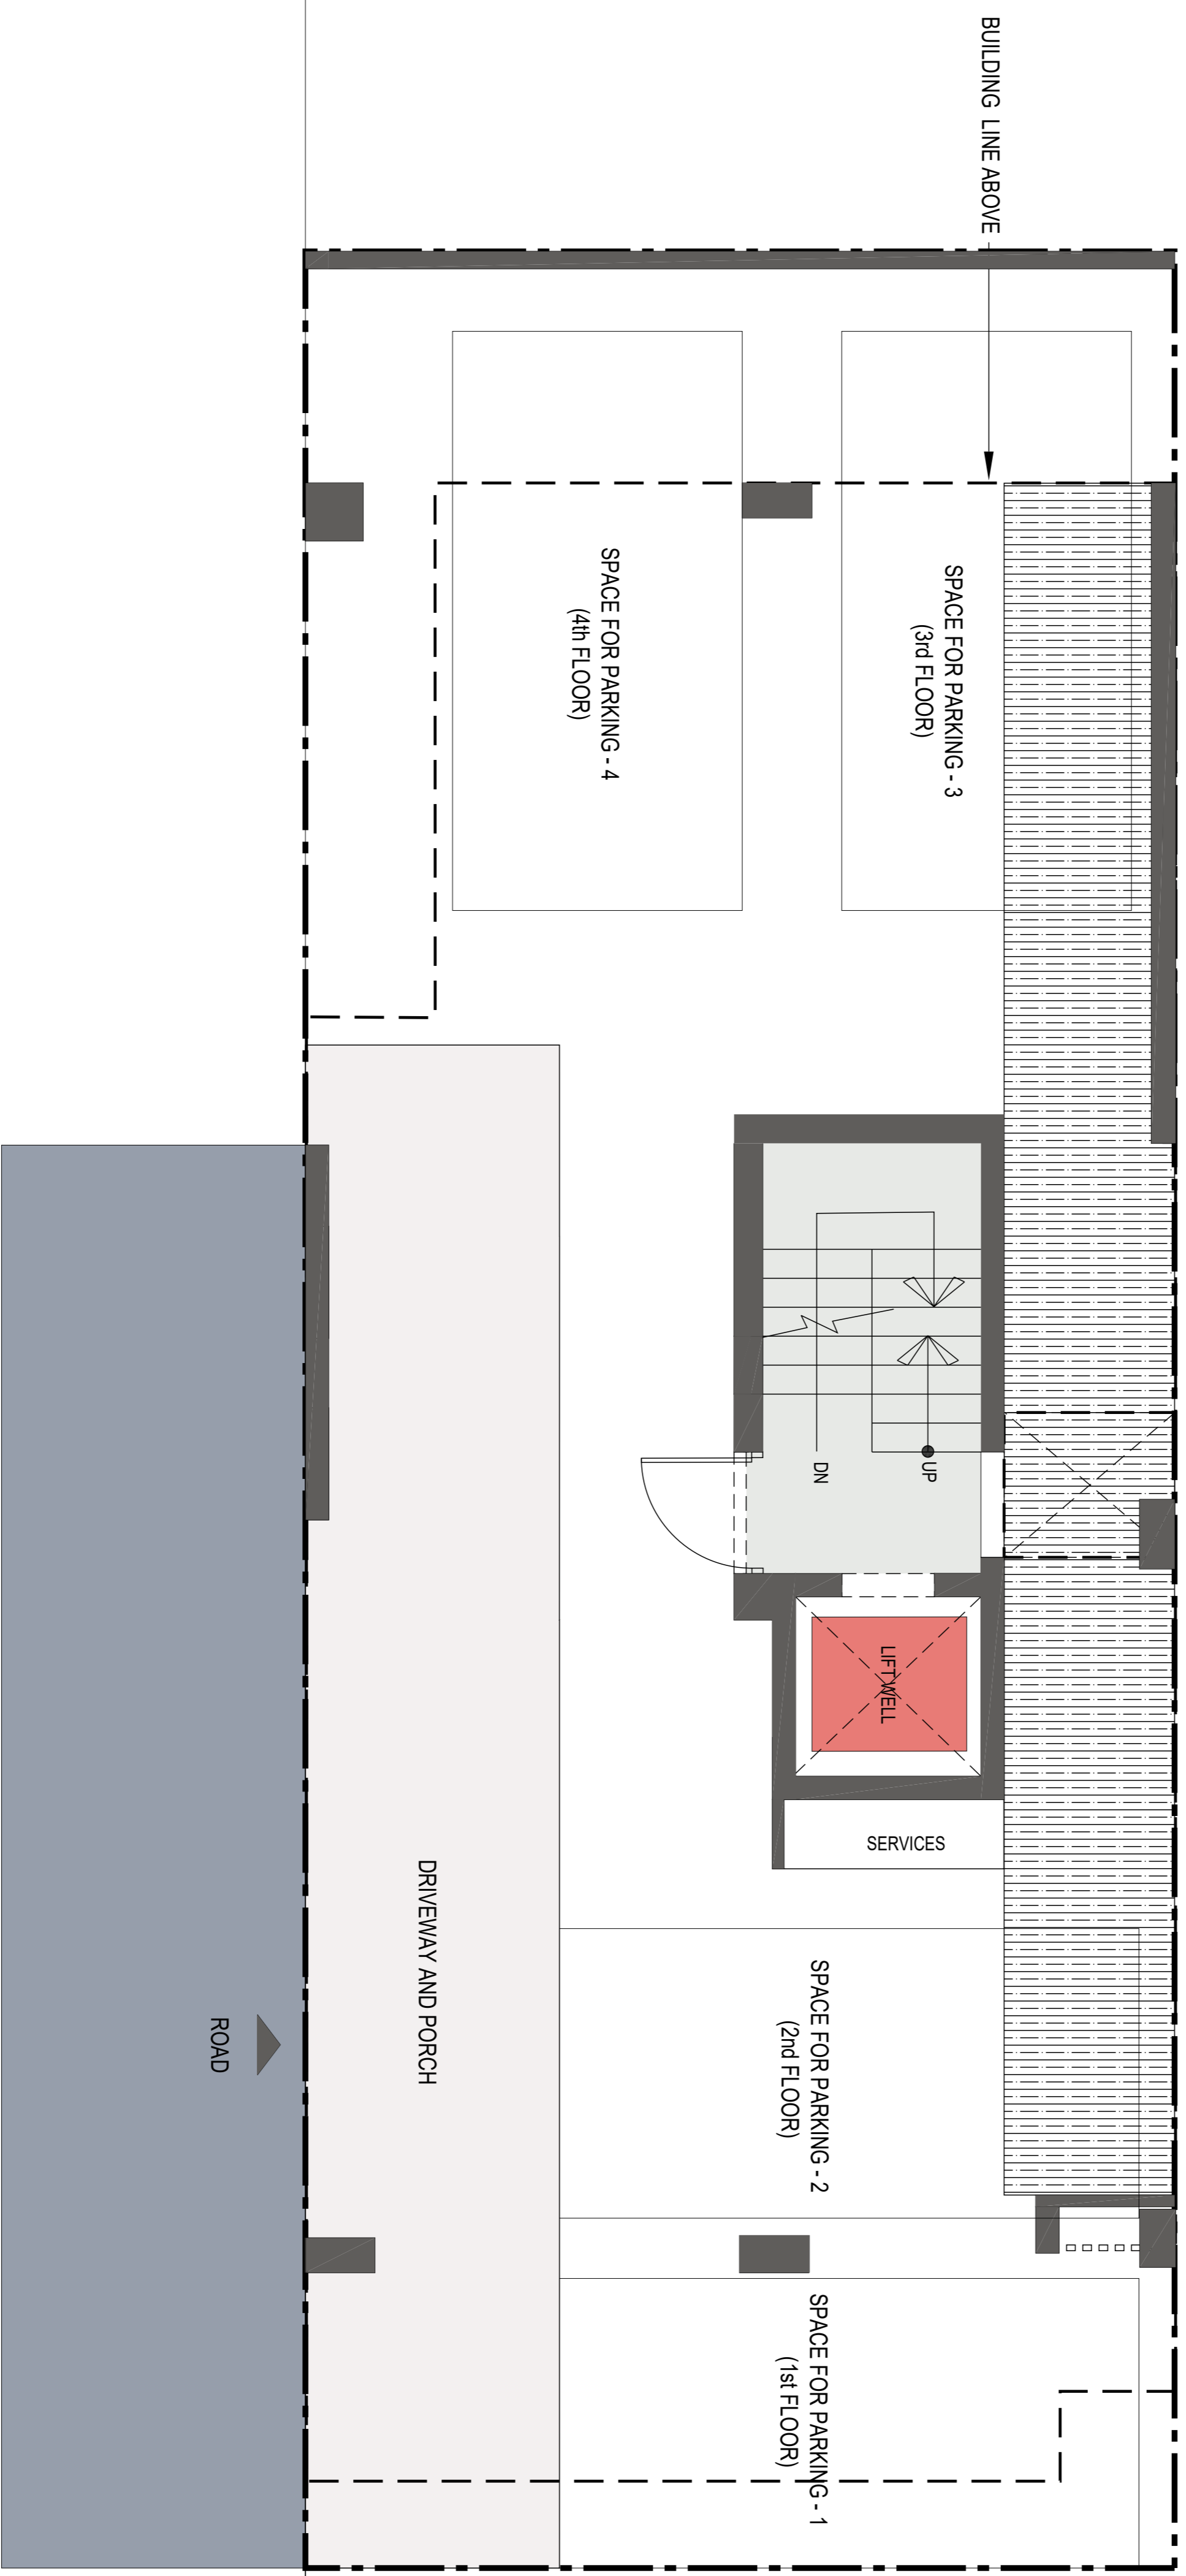 BUILDING LINE ABOVE
SPACE FOR PARKING - 3
(3rd FLOOR)
SPACE FOR PARKING - 4
(4th FLOOR)
UP
DN
LIFT WELL
SERVICES
SPACE FOR PARKING - 2
(2nd FLOOR)
DRIVEWAY AND PORCH
ROAD
SPACE FOR PARKING - 1
(1st FLOOR)